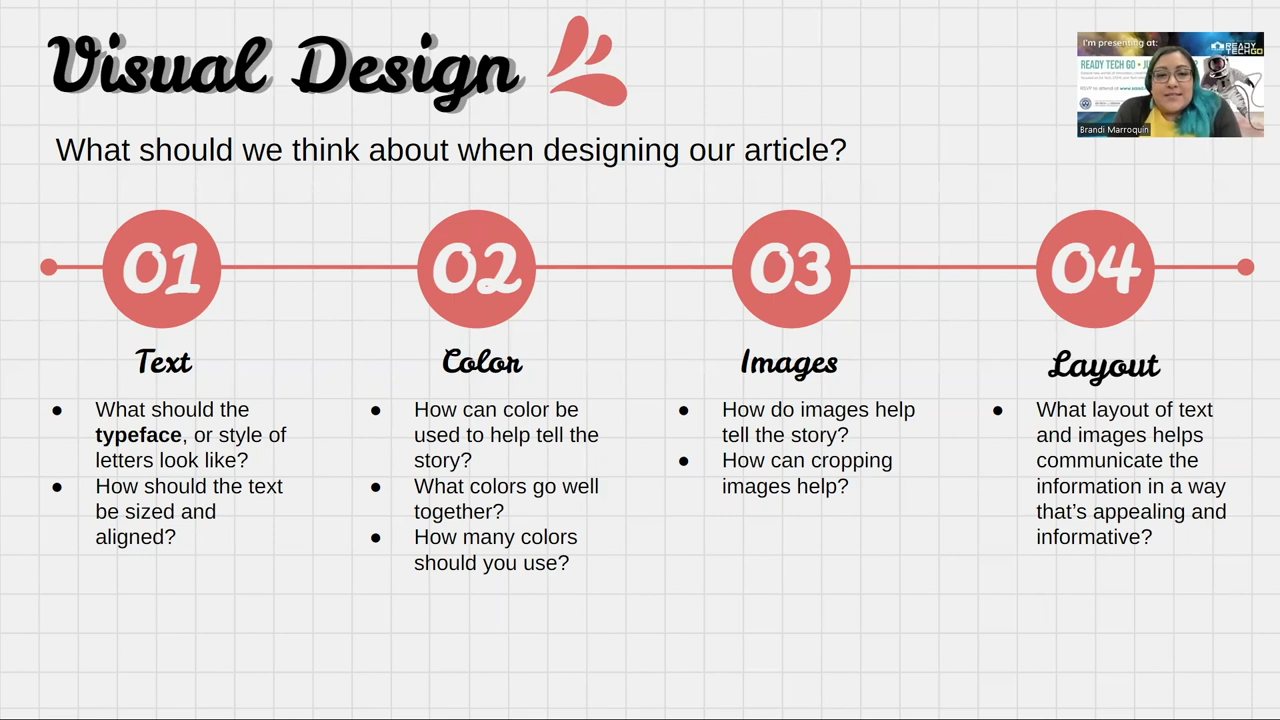 Visual Design
What should we think about when designing our article?
I'm presenting at:
READY
TECH GO
READY TECH GO
Brandi Marroquin
01
02
03
04
Text
Color
Images
Layout
● What should the
typeface, or style of
letters look like?
● How should the text
be sized and
aligned?
● How can color be
used to help tell the
story?
● What colors go well
together?
● How many colors
should you use?
● How do images help
tell the story?
● How can cropping
images help?
● What layout of text
and images helps
communicate the
information in a way
that’s appealing and
informative?